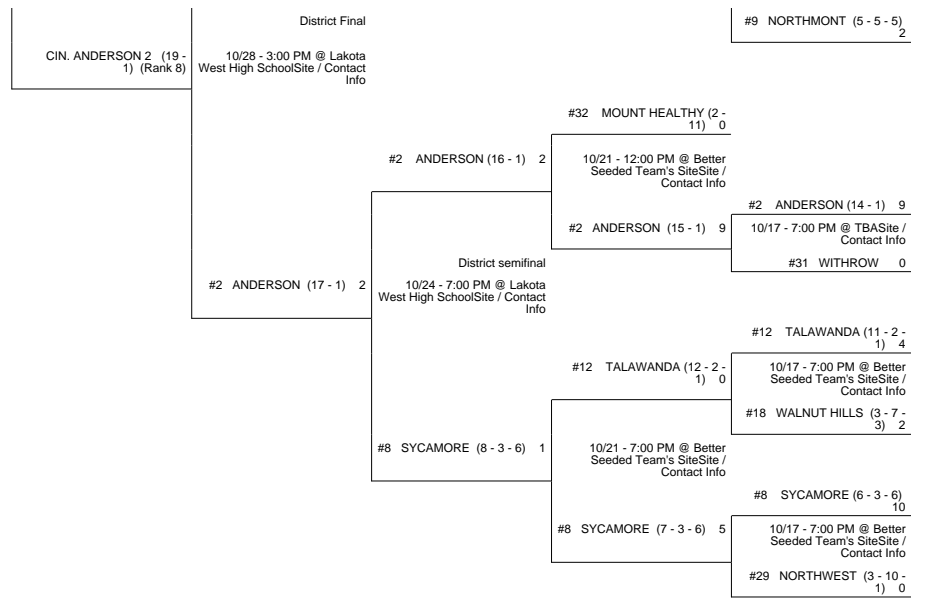 District Final
#9 NORTHMONT (5 - 5 - 5)
2
CIN. ANDERSON 2 (19 -
1) (Rank 8)
10/28 - 3:00 PM @ Lakota
West High SchoolSite / Contact
Info
#32 MOUNT HEALTHY (2 -
11) 0
#2 ANDERSON (16 - 1) 2
10/21 - 12:00 PM @ Better
Seeded Team's SiteSite /
Contact Info
#2 ANDERSON (14 - 1) 9
#2 ANDERSON (15 - 1) 9
10/17 - 7:00 PM @ TBASite /
Contact Info
District semifinal
#31 WITHROW 0
#2 ANDERSON (17 - 1) 2
10/24 - 7:00 PM @ Lakota
West High SchoolSite / Contact
Info
#12 TALAWANDA (11 - 2 -
1) 4
#12 TALAWANDA (12 - 2 -
1) 0
10/17 - 7:00 PM @ Better
Seeded Team's SiteSite /
Contact Info
#18 WALNUT HILLS (3 - 7 -
3) 2
#8 SYCAMORE (8 - 3 - 6) 1
10/21 - 7:00 PM @ Better
Seeded Team's SiteSite /
Contact Info
#8 SYCAMORE (6 - 3 - 6)
10
#8 SYCAMORE (7 - 3 - 6) 5
10/17 - 7:00 PM @ Better
Seeded Team's SiteSite /
Contact Info
#29 NORTHWEST (3 - 10 -
1) 0